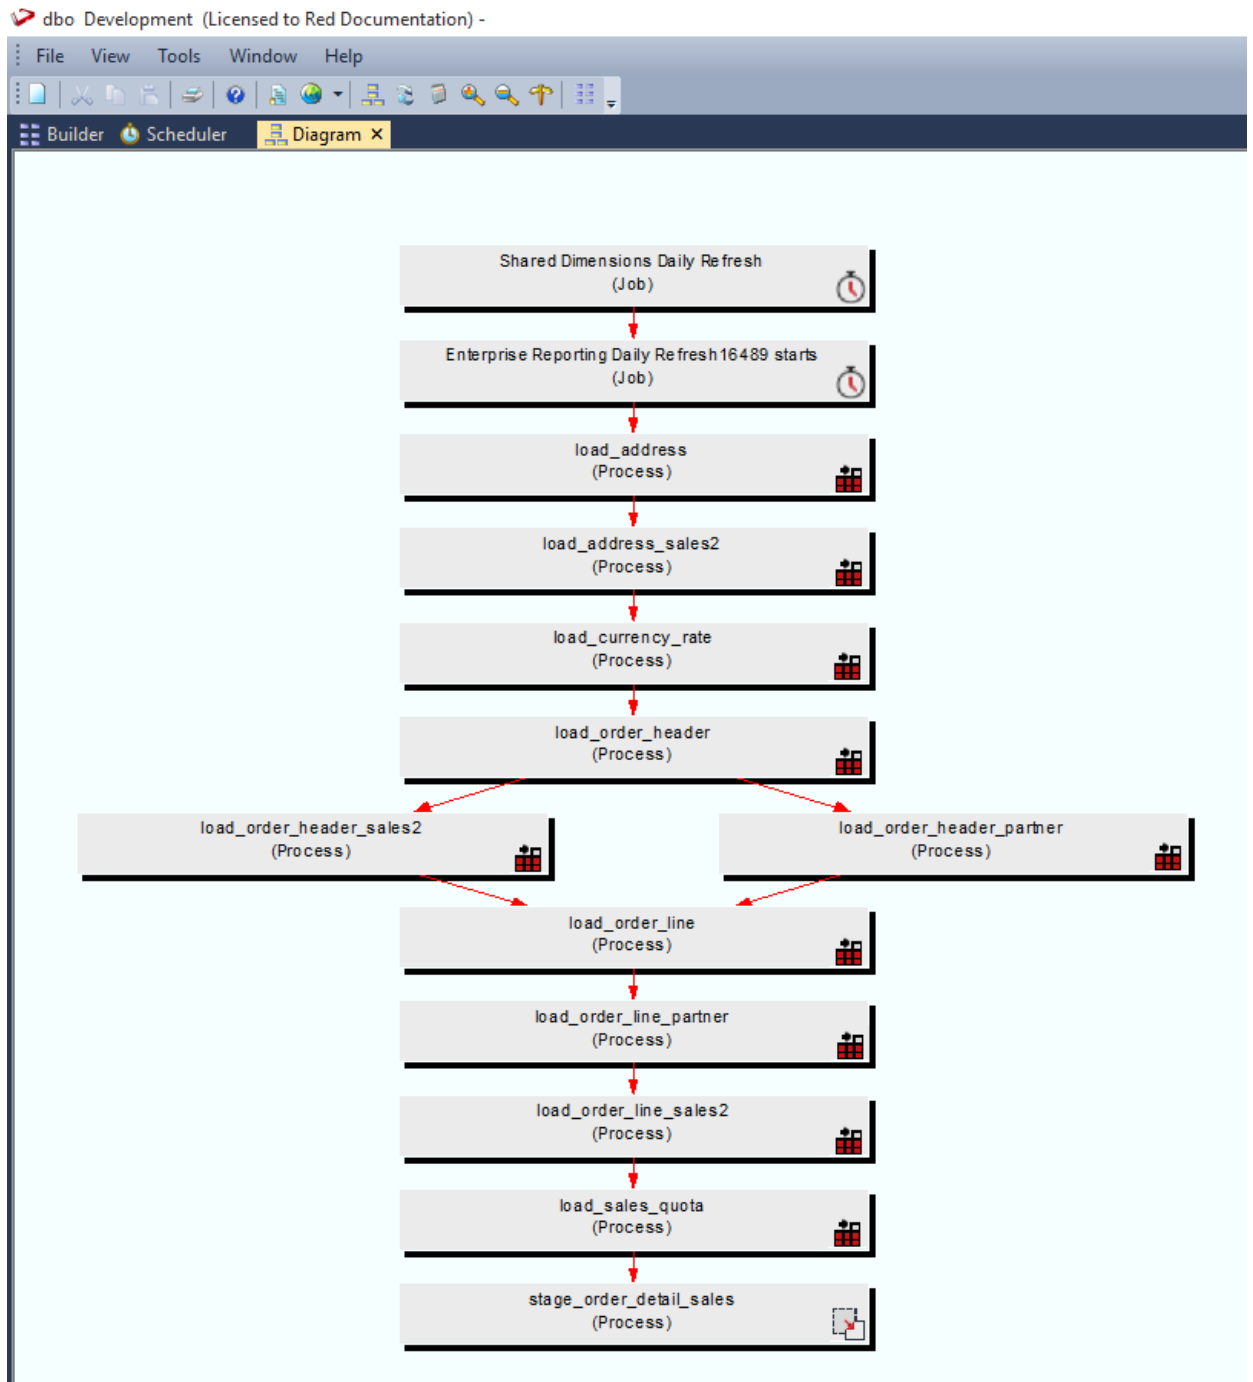 dbo Development (Licensed to Red Documentation) -
File View Tools Window Help
Builder Scheduler Diagram
Shared Dimensions Daily Refresh
(Job)
Enterprise Reporting Daily Refresh16489 starts
(Job)
load_address
(Process)
load_address_sales2
(Process)
load_currency_rate
(Process)
load_order_header
(Process)
load_order_header_sales2
(Process)
load_order_header_partner
(Process)
load_order_line
(Process)
load_order_line_partner
(Process)
load_order_line_sales2
(Process)
load_sales_quota
(Process)
stage_order_detail_sales
(Process)